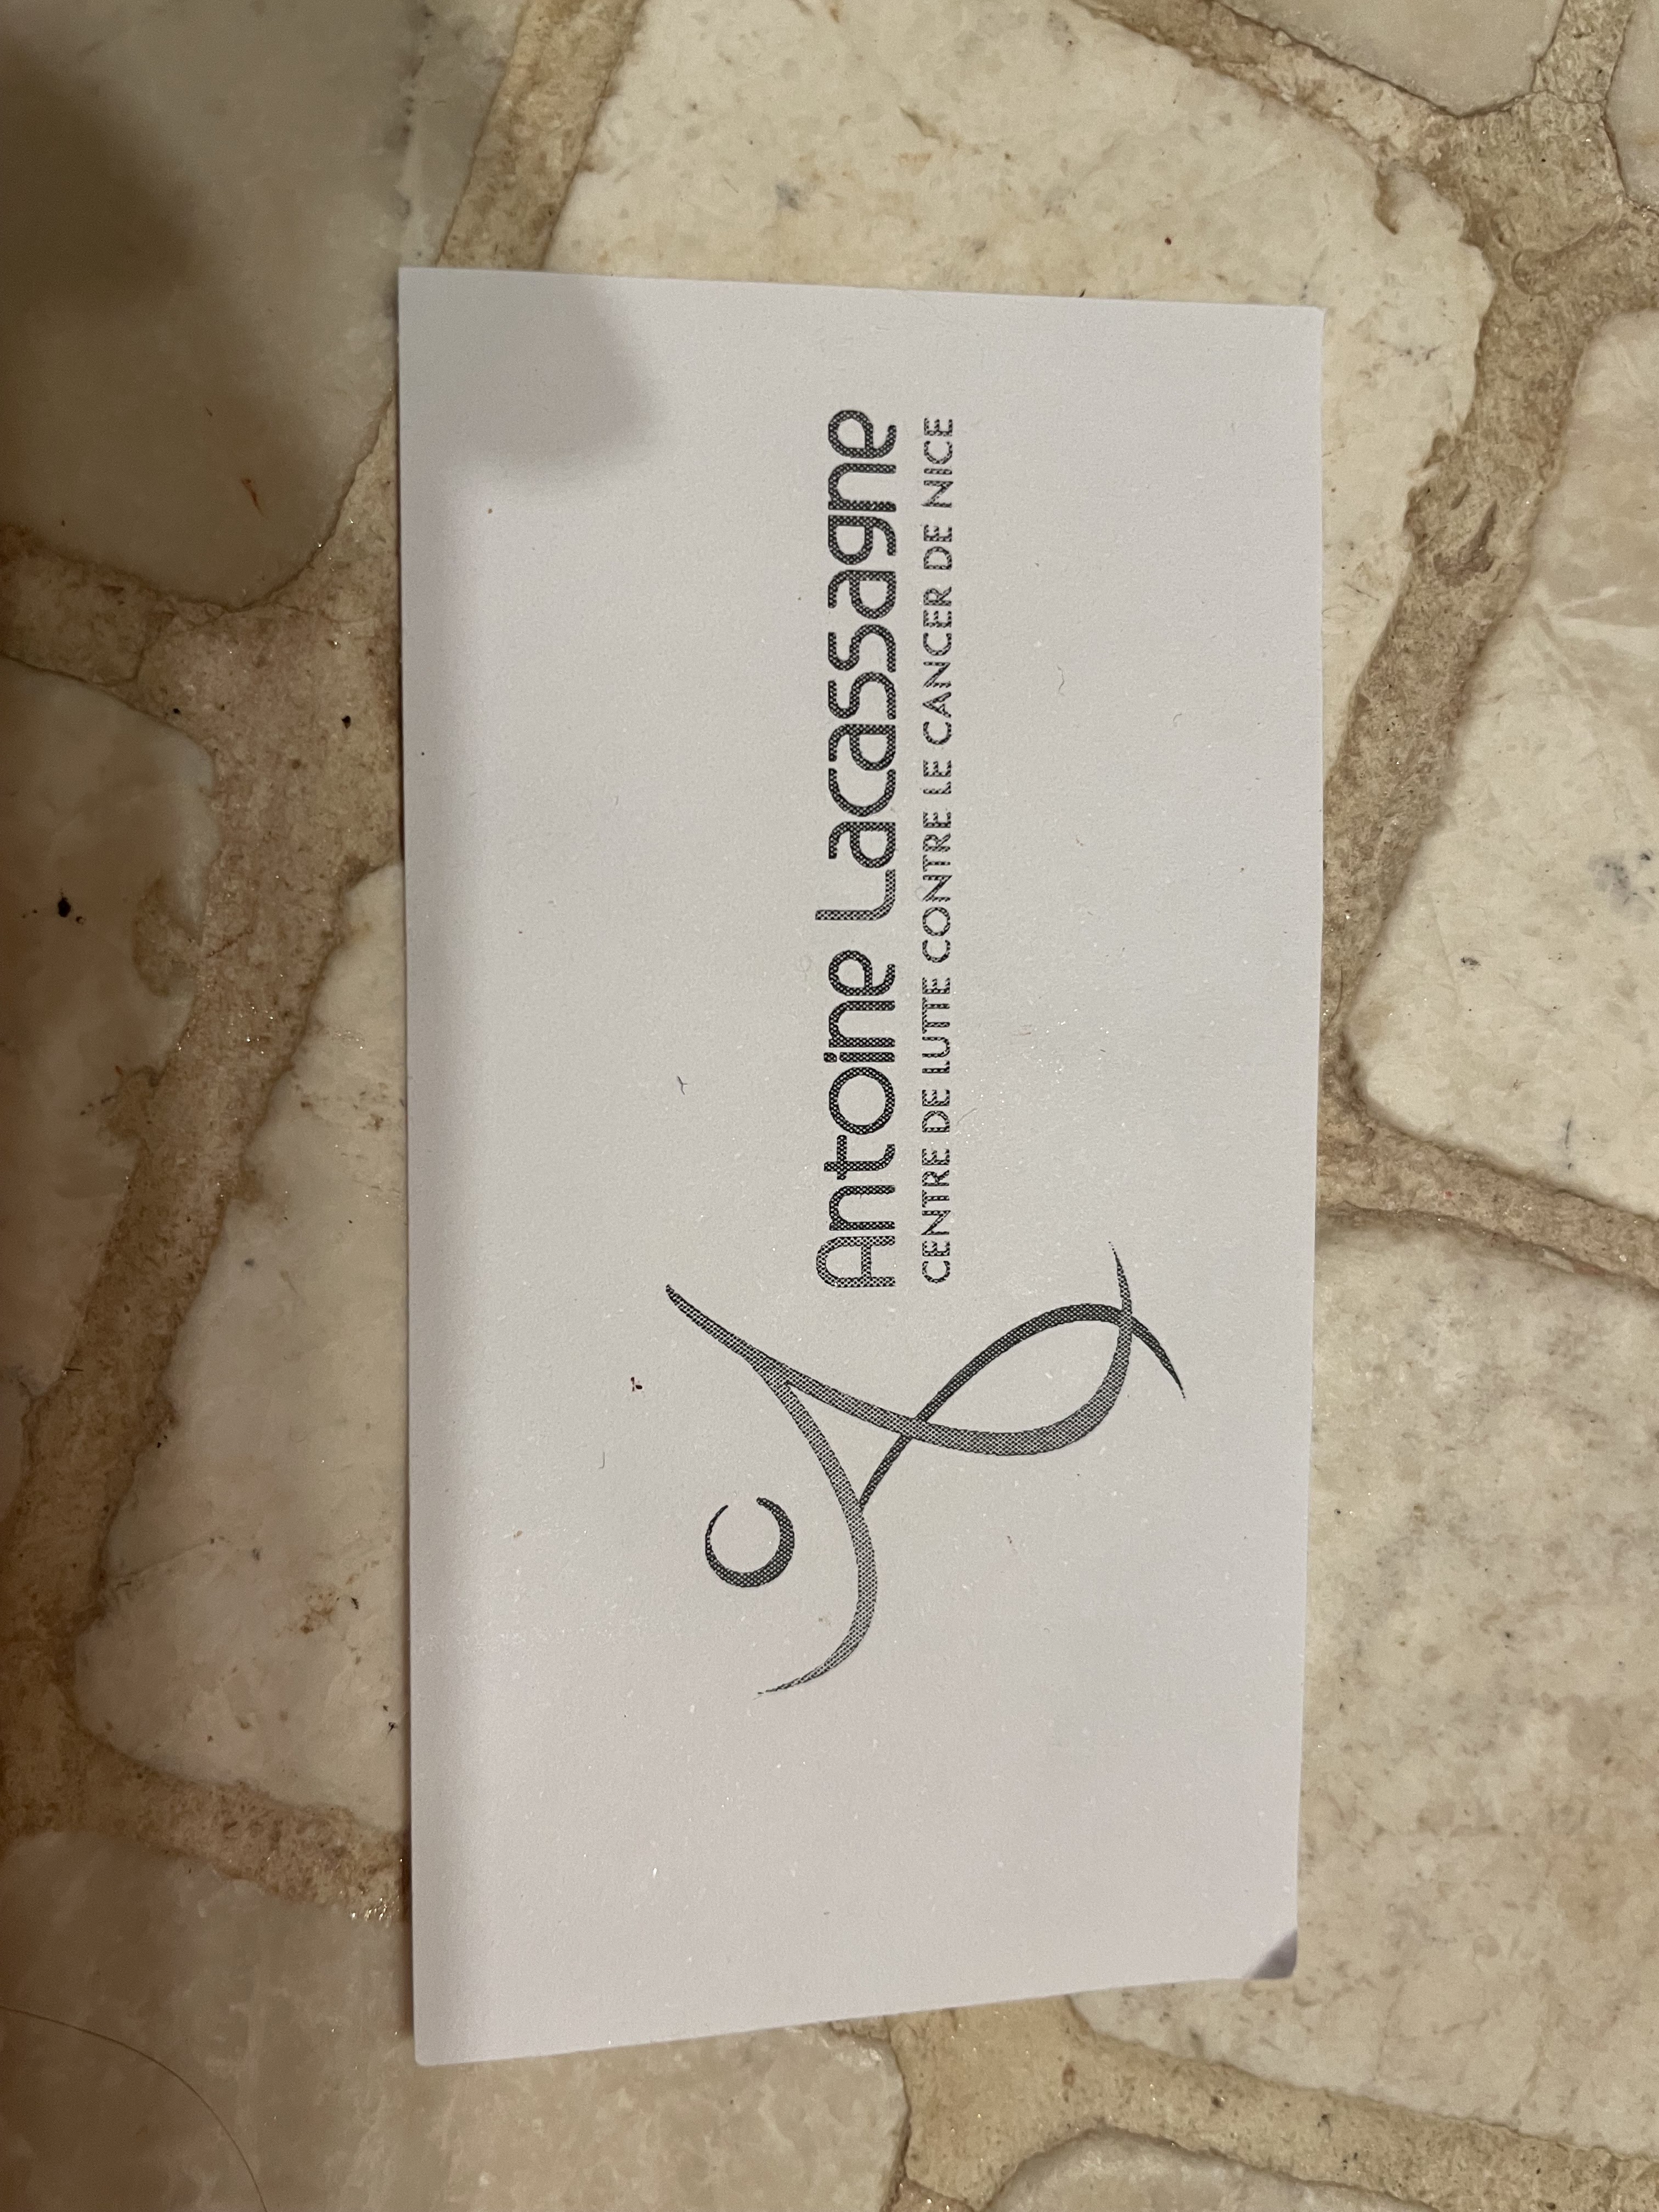 Antoine Lacassagne
CENTRE DE LUTTE CONTRE LE CANCER DE NICE